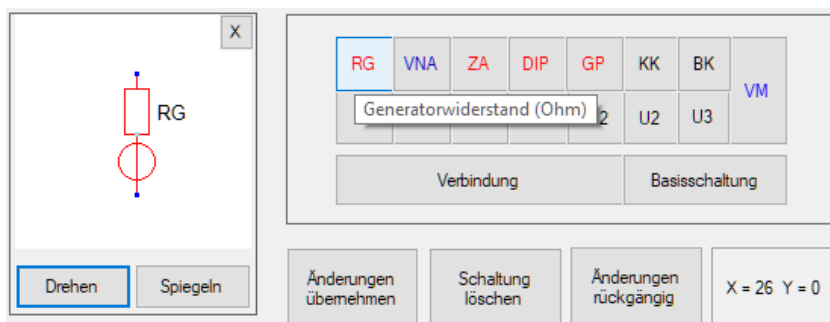 X
RG
RG VNA ZA DIP GP KK BK VM
Generatorwiderstand (Ohm)
2 U2 U3
Verbindung Basisschaltung
Drehen Spiegeln
Änderungen übernehmen
Schaltung löschen
Änderungen rückgängig
X = 26 Y = 0